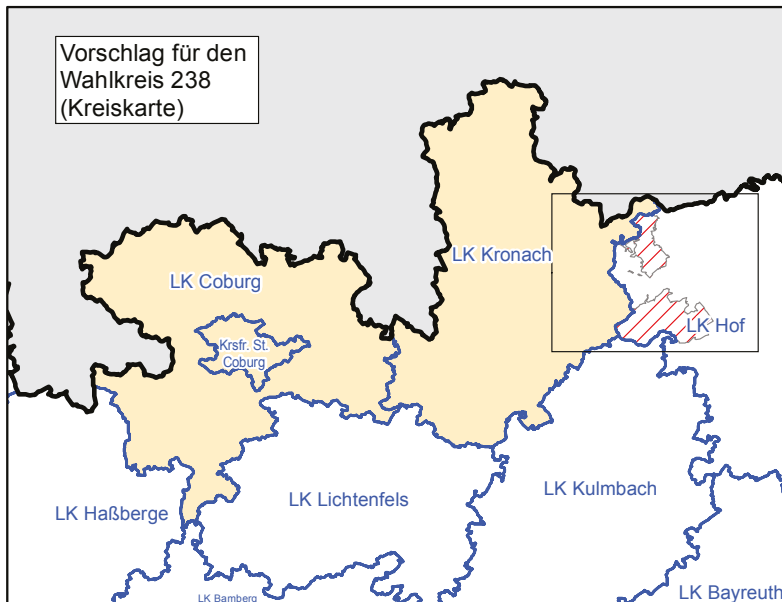 Vorschlag für den
Wahlkreis 238
(Kreiskarte)
LK Kronach
LK Coburg
LK Hof
Krsfr. St.
Coburg
LK Kulmbach
LK Lichtenfels
LK Haßberge
LK Bayreuth
LK Bamberg